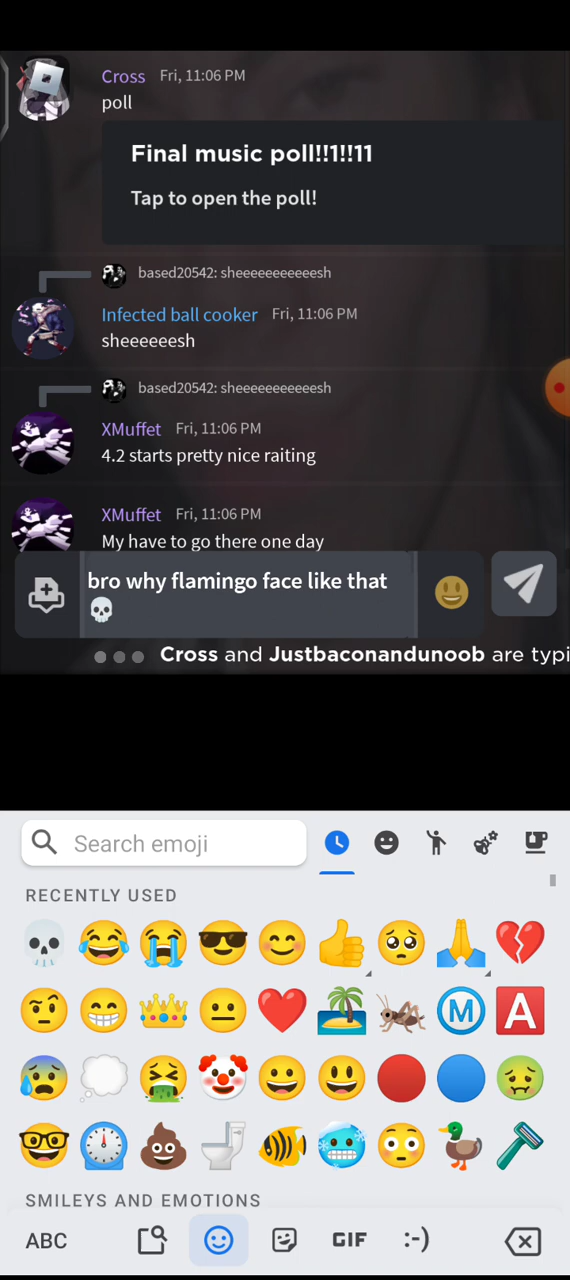 Cross Fri, 11:06 PM
poll
Final music poll!!1!!11
Tap to open the poll!
based20542: sheeeeeeeeeeesh
Infected ball cooker Fri, 11:06 PM
sheeeeeesh
based20542: sheeeeeeeeeeesh
XMuffet Fri, 11:06 PM
4.2 starts pretty nice raiting
XMuffet Fri, 11:06 PM
My have to go there one day
bro why flamingo face like that
💀
Cross and Justbaconandunoob are typi
Search emoji
RECENTLY USED
M A
SMILEYS AND EMOTIONS
ABC GIF :-)